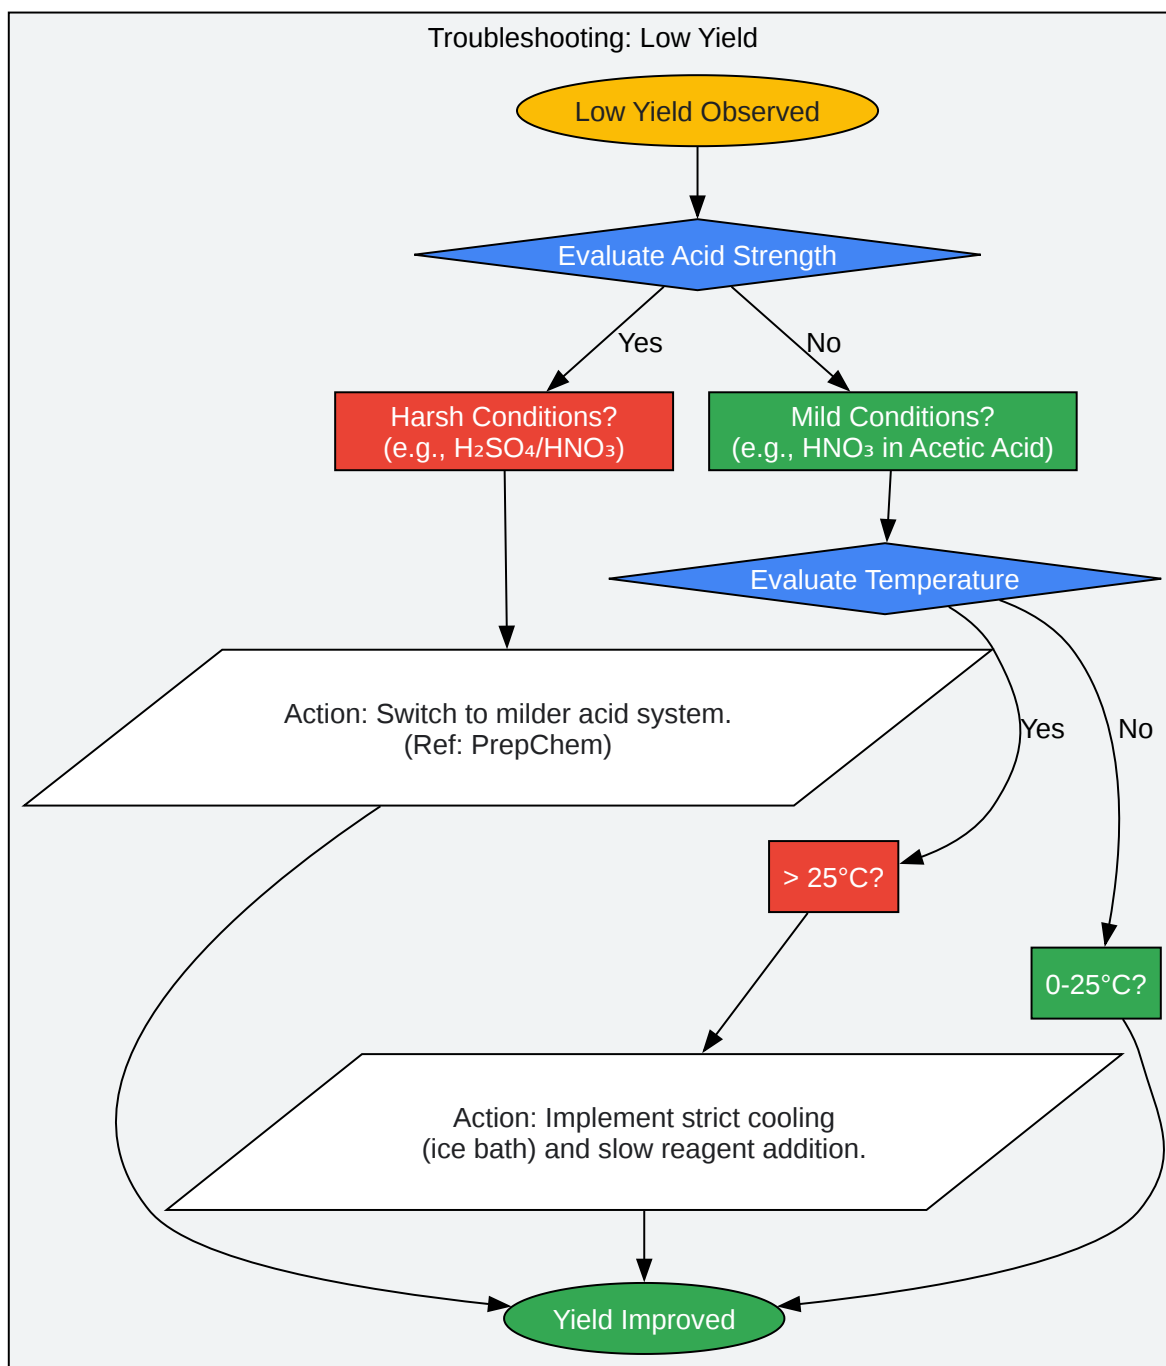 Troubleshooting: Low Yield
Low Yield Observed
Evaluate Acid Strength
Yes
No
Harsh Conditions?
(e.g., H₂SO₄/HNO₃)
Mild Conditions?
(e.g., HNO₃ in Acetic Acid)
Evaluate Temperature
Action: Switch to milder acid system.
(Ref: PrepChem)
Yes
No
> 25°C?
0-25°C?
Action: Implement strict cooling
(ice bath) and slow reagent addition.
Yield Improved